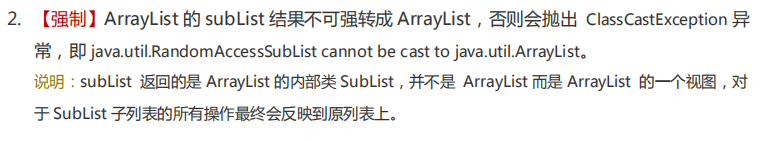 2. 【强制】ArrayList 的 subList 结果不可强转成 ArrayList，否则会抛出 ClassCastException 异
常，即 java.util.RandomAccessSubList cannot be cast to java.util.ArrayList。
说明：subList 返回的是 ArrayList 的内部类 SubList，并不是 ArrayList 而是 ArrayList 的一个视图，对
于 SubList 子列表的所有操作最终会反映到原列表上。